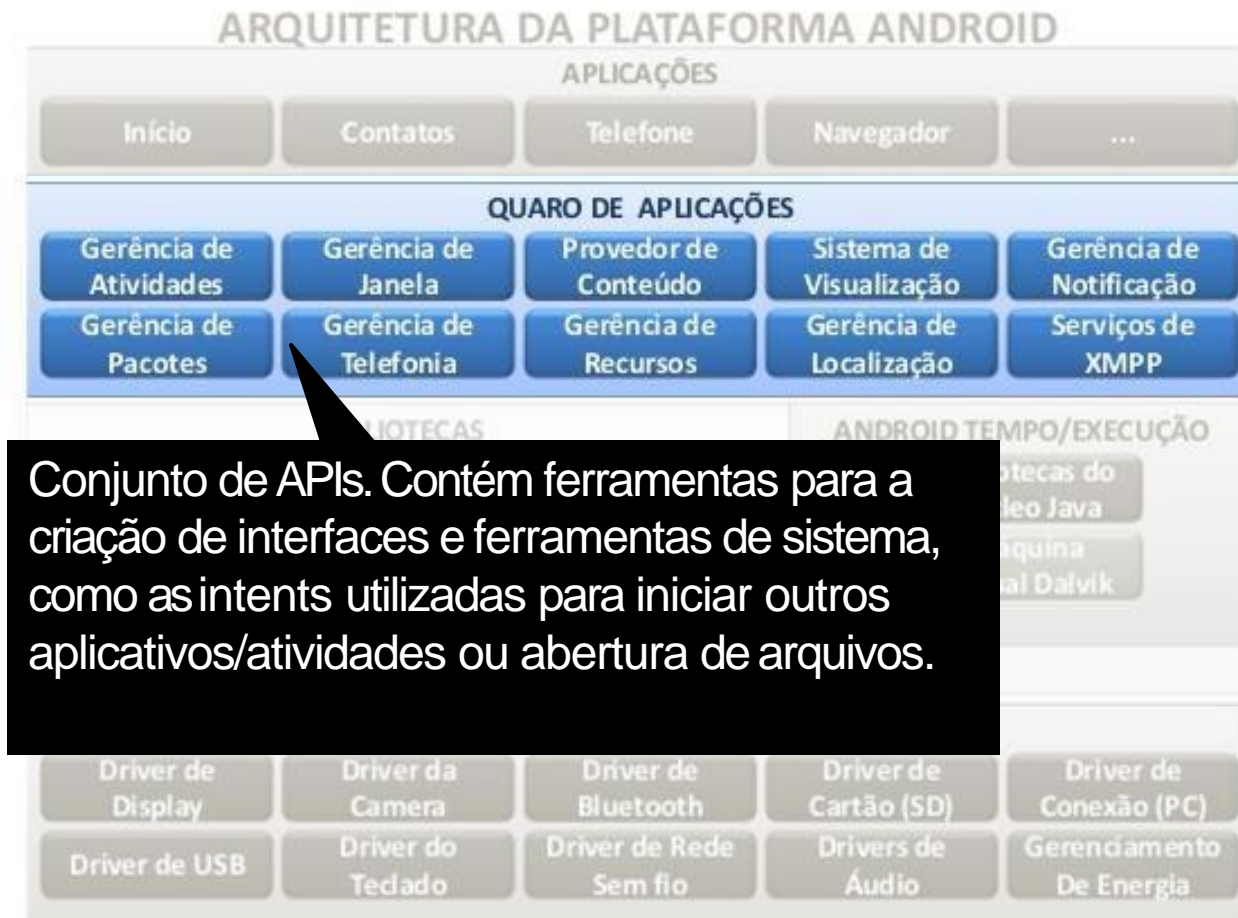 ARQUITETURA DA PLATAFORMA ANDROID
APLICAÇÕES
Início
Contatos
Telefone
Navegador
...
QUARO DE APLICAÇÕES
Gerência de
Atividades
Gerência de
Janela
Provedor de
Conteúdo
Sistema de
Visualização
Gerência de
Notificação
Gerência de
Pacotes
Gerência de
Telefonia
Gerência de
Recursos
Gerência de
Localização
Serviços de
XMPP
ANDROID TEMPO/EXECUÇÃO
do
Java
Dalvik
Conjunto de APIs. Contém ferramentas para a
criação de interfaces e ferramentas de sistema,
como as intents utilizadas para iniciar outros
aplicativos/atividades ou abertura de arquivos.
Driver de
Display
Driver da
Camera
Driver de
Bluetooth
Driver de
Cartão (SD)
Driver de
Conexão (PC)
Driver de USB
Driver do
Teclado
Driver de Rede
Sem fio
Drivers de
Áudio
Gerenciamento
De Energia